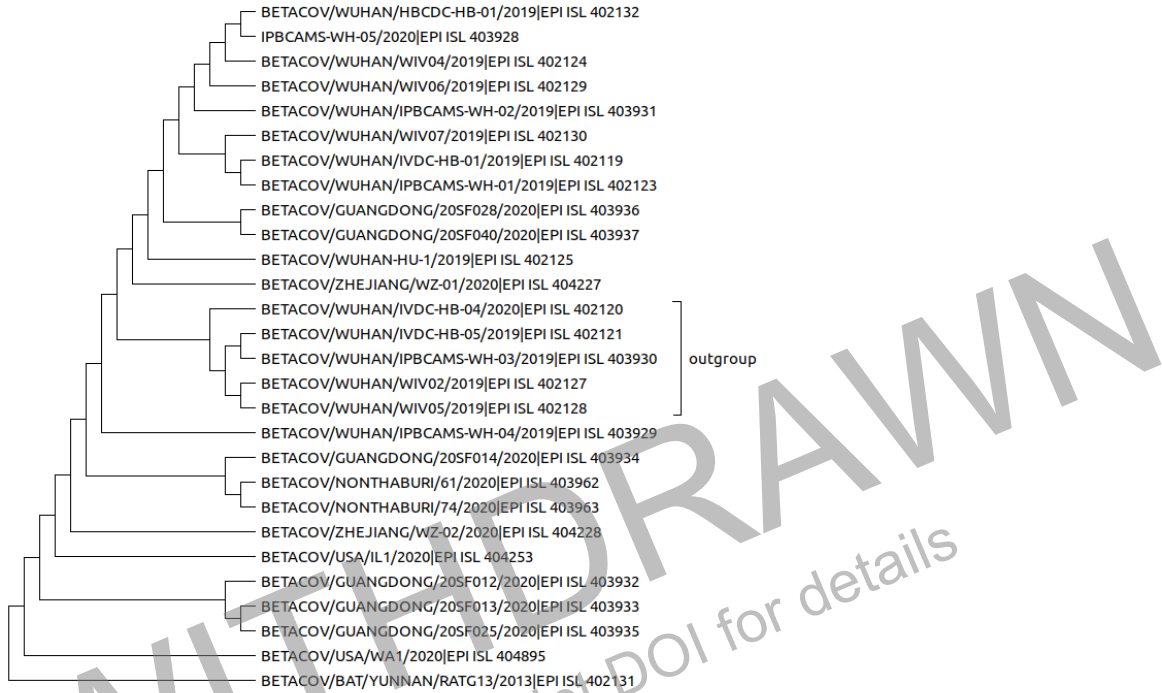 BETACOV/WUHAN/HBCDC-HB-01/2019|EPI ISL 402132
IPBCAMS-WH-05/2020|EPI ISL 403928
BETACOV/WUHAN/WIV04/2019|EPI ISL 402124
BETACOV/WUHAN/WIV06/2019|EPI ISL 402129
BETACOV/WUHAN/IPBCAMS-WH-02/2019|EPI ISL 403931
BETACOV/WUHAN/WIV07/2019|EPI ISL 402130
BETACOV/WUHAN/IVDC-HB-01/2019|EPI ISL 402119
BETACOV/WUHAN/IPBCAMS-WH-01/2019|EPI ISL 402123
BETACOV/GUANGDONG/20SF028/2020|EPI ISL 403936
BETACOV/GUANGDONG/20SF040/2020|EPI ISL 403937
BETACOV/WUHAN-HU-1/2019|EPI ISL 402125
BETACOV/ZHEJIANG/WZ-01/2020|EPI ISL 404227
BETACOV/WUHAN/IVDC-HB-04/2020|EPI ISL 402120
BETACOV/WUHAN/IVDC-HB-05/2019|EPI ISL 402121
BETACOV/WUHAN/IPBCAMS-WH-03/2019|EPI ISL 403930
outgroup
BETACOV/WUHAN/WIV02/2019|EPI ISL 402127
BETACOV/WUHAN/WIV05/2019|EPI ISL 402128
BETACOV/WUHAN/IPBCAMS-WH-04/2019|EPI ISL 403929
BETACOV/GUANGDONG/20SF014/2020|EPI ISL 403934
BETACOV/NONTHABURI/61/2020|EPI ISL 403962
BETACOV/NONTHABURI/74/2020|EPI ISL 403963
BETACOV/ZHEJIANG/WZ-02/2020|EPI ISL 404228
BETACOV/USA/IL1/2020|EPI ISL 404253
BETACOV/GUANGDONG/20SF012/2020|EPI ISL 403932
BETACOV/GUANGDONG/20SF013/2020|EPI ISL 403933
BETACOV/GUANGDONG/20SF025/2020|EPI ISL 403935
BETACOV/USA/WA1/2020|EPI ISL 404895
BETACOV/BAT/YUNNAN/RATG13/2013|EPI ISL 402131
WITHDRAWN
DOI for details